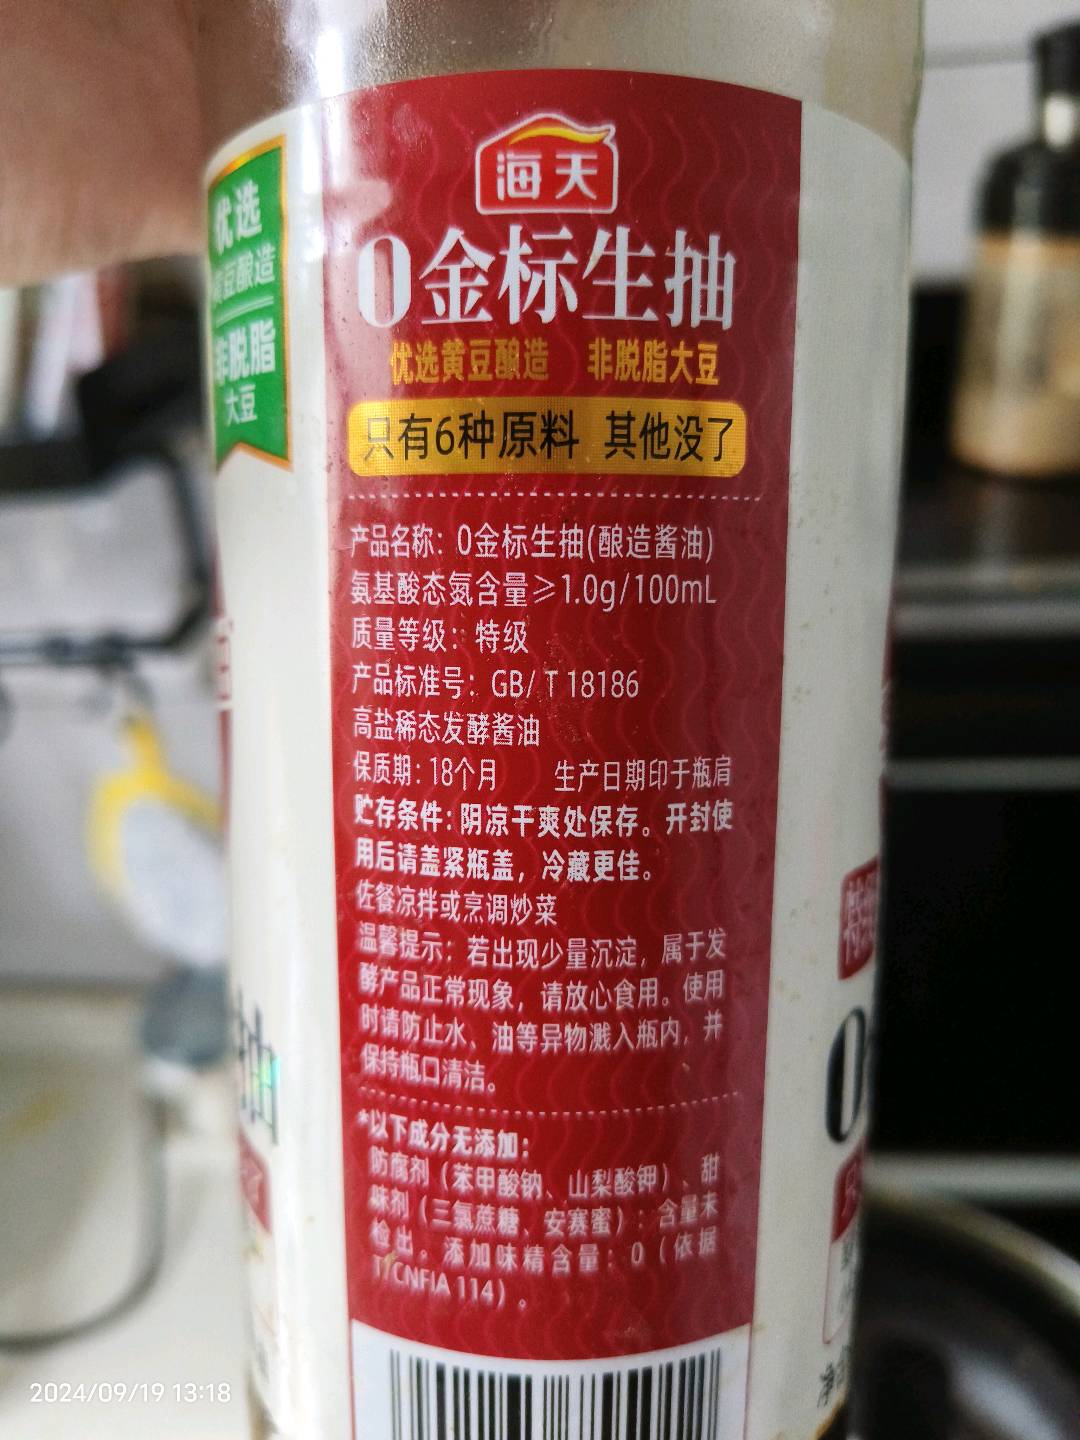 海天
0金标生抽
优选黄豆酿造 非脱脂大豆
只有6种原料 其他没了
产品名称：0金标生抽(酿造酱油)
氨基酸态氮含量≥1.0g/100mL
质量等级：特级
产品标准号：GB/T 18186
高盐稀态发酵酱油
保质期：18个月 生产日期印于瓶肩
贮存条件：阴凉干爽处保存。开封使
用后请盖紧瓶盖，冷藏更佳。
佐餐凉拌或烹调炒菜
温馨提示：若出现少量沉淀，属于发
酵产品正常现象，请放心食用。使用
时请防止水、油等异物溅入瓶内，并
保持瓶口清洁。
*以下成分无添加：
防腐剂（苯甲酸钠、山梨酸钾）、甜
味剂（三氯蔗糖、安赛蜜）：含量未
检出。添加味精含量：0（依据
T/CNFIA 114）。
优选
黄豆酿造
非脱脂
大豆
抽
特
0
净
2024/09/19 13:18